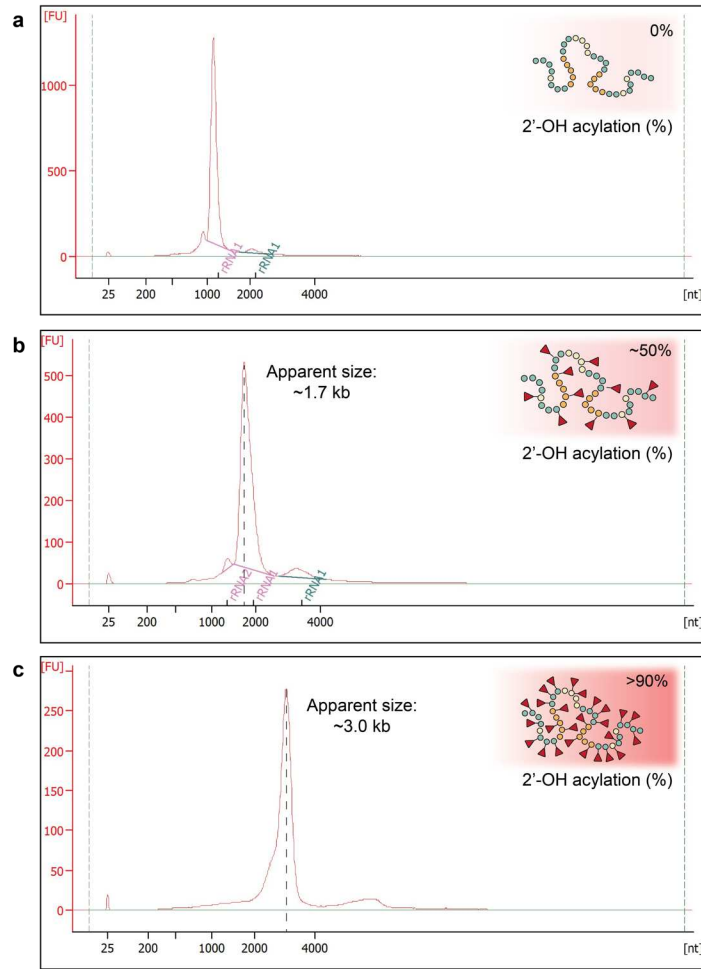 a
[FU]
0%
1000
2'-OH acylation (%)
500
0
rRNA1
rRNA1
25 200 1000 2000 4000 [nt]
b
[FU]
~50%
500
Apparent size:
~1.7 kb
400
2'-OH acylation (%)
300
200
100
0
rRNA2
rRNA1
rRNA1
25 200 1000 2000 4000 [nt]
c
[FU]
>90%
250
Apparent size:
~3.0 kb
200
2'-OH acylation (%)
150
100
50
0
25 200 1000 2000 4000 [nt]